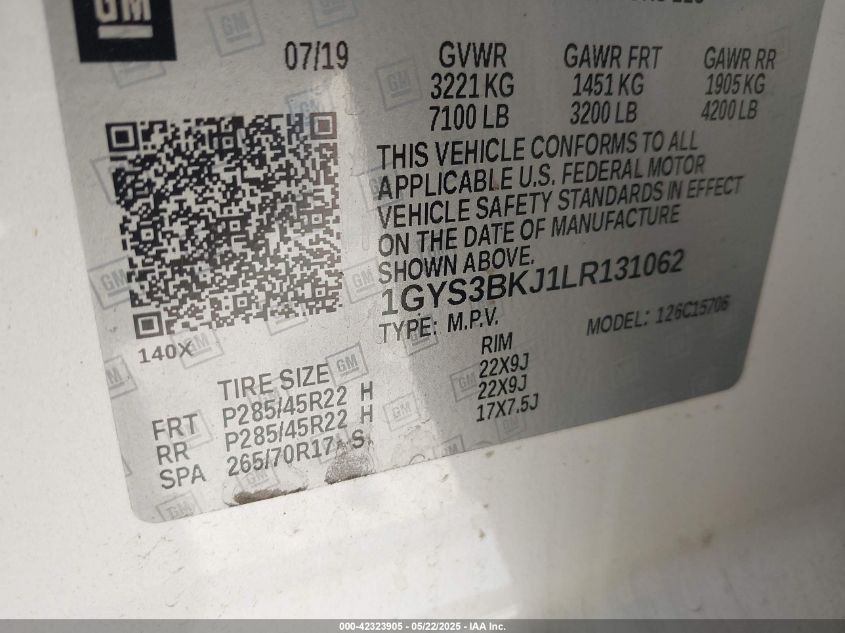 GM
07/19
GVWR GAWR FRT GAWR RR
3221 KG 1451 KG 1905 KG
7100 LB 3200 LB 4200 LB
THIS VEHICLE CONFORMS TO ALL
APPLICABLE U.S. FEDERAL MOTOR
VEHICLE SAFETY STANDARDS IN EFFECT
ON THE DATE OF MANUFACTURE
SHOWN ABOVE.
1GYS3BKJ1LR131062
TYPE: M.P.V. MODEL: 126C15706
140X
TIRE SIZE RIM
FRT P285/45R22 H 22X9J
RR P285/45R22 H 22X9J
SPA 265/70R17 S 17X7.5J
000-42323905 - 05/22/2025 - IAA Inc.